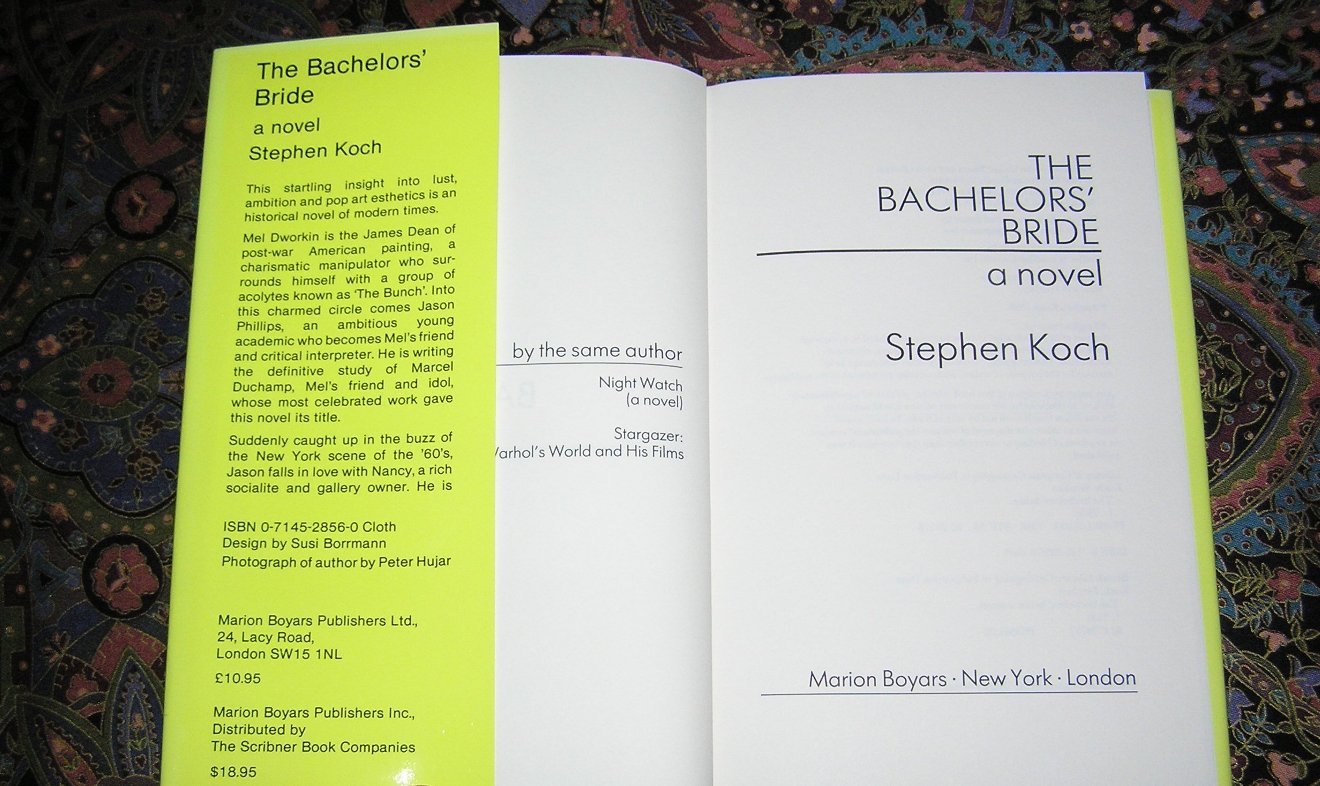 The Bachelors'
Bride
a novel
Stephen Koch
This startling insight into lust,
ambition and pop art esthetics is an
historical novel of modern times.
Mel Dworkin is the James Dean of
post-war American painting, a
charismatic manipulator who sur-
rounds himself with a group of
acolytes known as 'The Bunch'. Into
this charmed circle comes Jason
Phillips, an ambitious young
academic who becomes Mel's friend
and critical interpreter. He is writing
the definitive study of Marcel
Duchamp, Mel's friend and idol,
whose most celebrated work gave
this novel its title.
Suddenly caught up in the buzz of
the New York scene of the '60's,
Jason falls in love with Nancy, a rich
socialite and gallery owner. He is
ISBN 0-7145-2856-0 Cloth
Design by Susi Borrmann
Photograph of author by Peter Hujar
Marion Boyars Publishers Ltd.,
24, Lacy Road,
London SW15 1NL
£10.95
Marion Boyars Publishers Inc.,
Distributed by
The Scribner Book Companies
$18.95
by the same author
Night Watch
(a novel)
Stargazer:
arhol's World and His Films
THE
BACHELORS'
BRIDE
a novel
Stephen Koch
Marion Boyars · New York · London